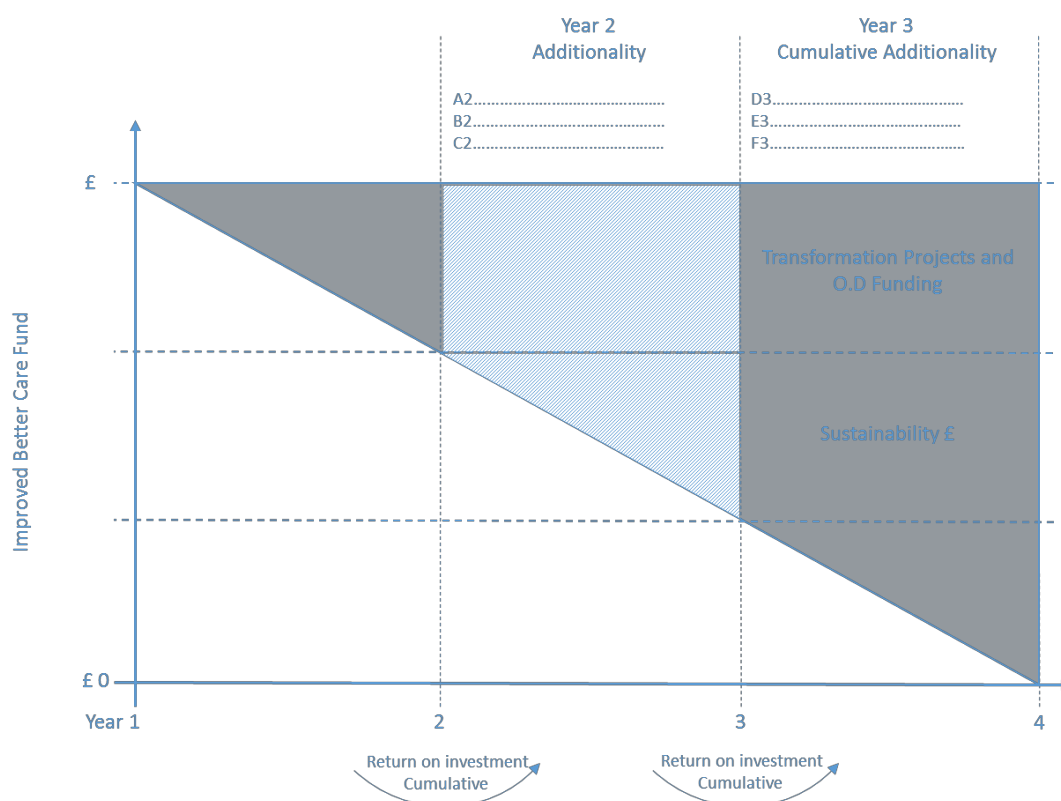 Year 2
Additionality
Year 3
Cumulative Additionality
A2............................................
B2............................................
C2............................................
D3............................................
E3............................................
F3............................................
£
Transformation Projects and
O.D Funding
Improved Better Care Fund
Sustainability £
£ 0
Year 1
2
3
4
Return on investment
Cumulative
Return on investment
Cumulative